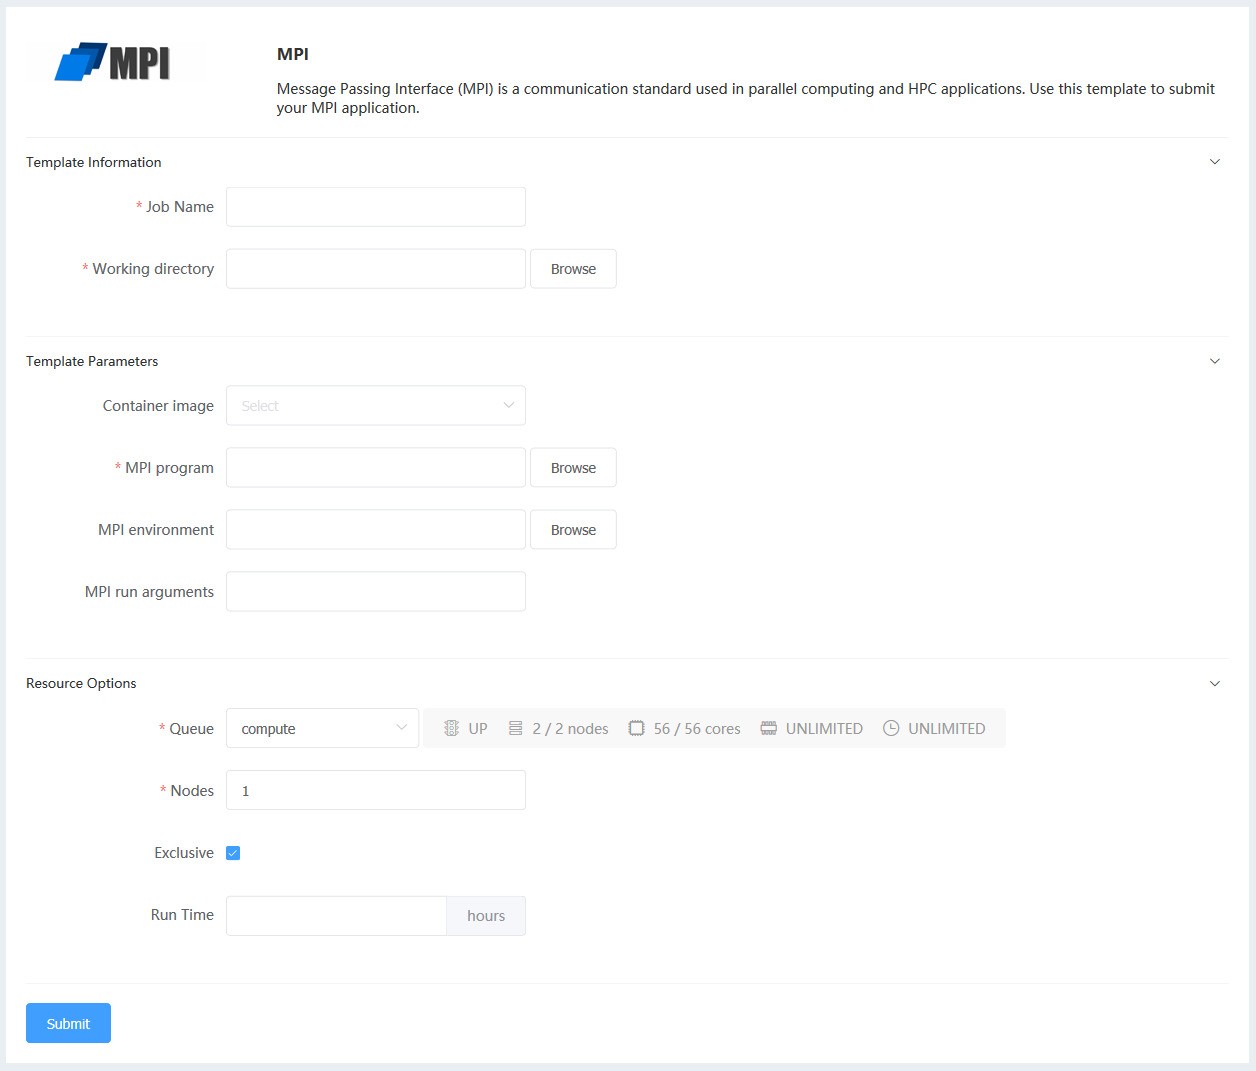 MPI
MPI
Message Passing Interface (MPI) is a communication standard used in parallel computing and HPC applications. Use this template to submit
your MPI application.
Template Information
* Job Name
* Working directory Browse
Template Parameters
Container image Select
* MPI program Browse
MPI environment Browse
MPI run arguments
Resource Options
* Queue compute UP 2 / 2 nodes 56 / 56 cores UNLIMITED UNLIMITED
* Nodes 1
Exclusive
Run Time hours
Submit